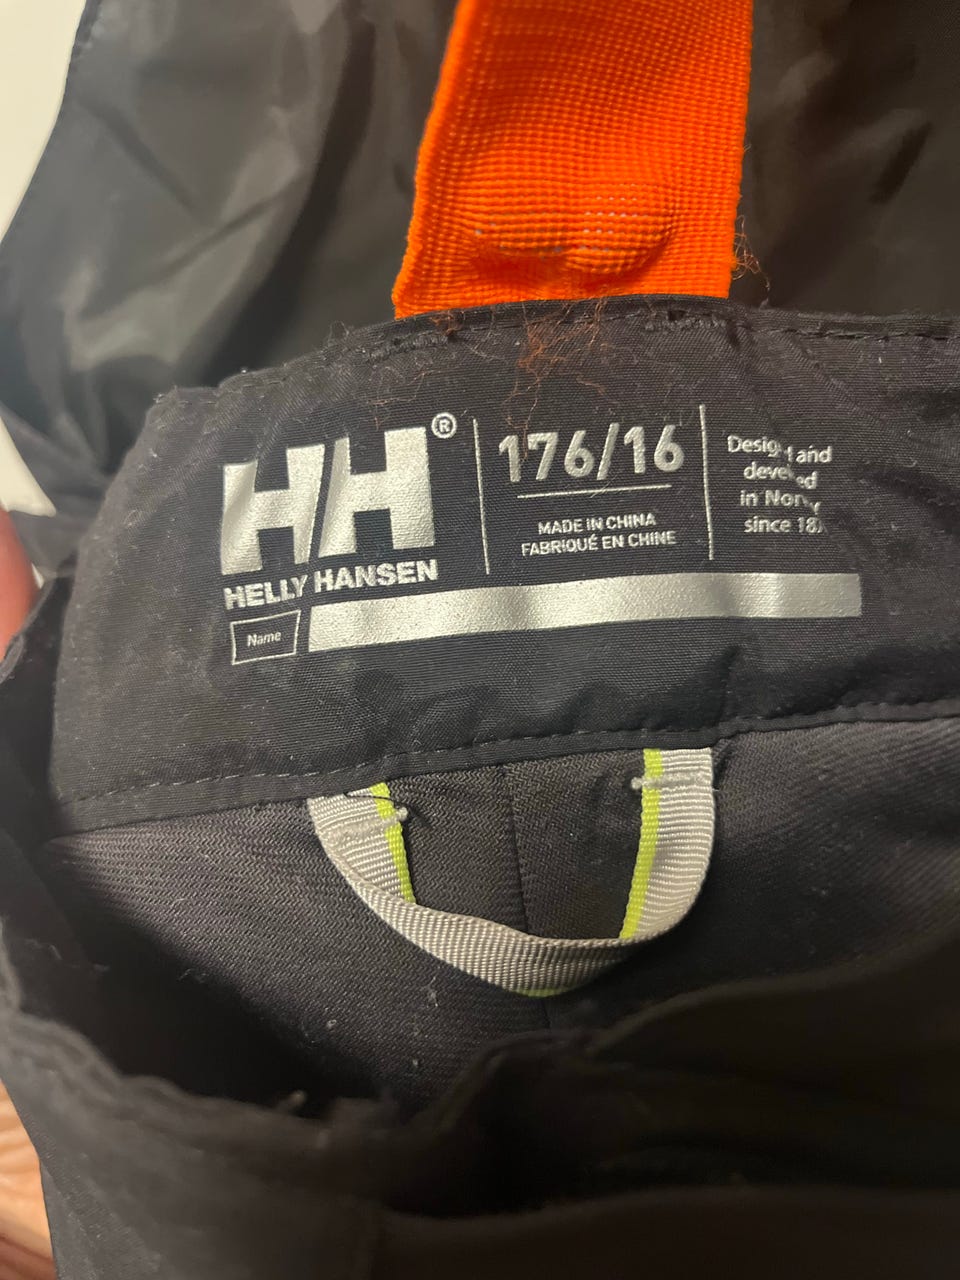 HH®
HELLY HANSEN
Name
176/16
MADE IN CHINA
FABRIQUÉ EN CHINE
and
in
since